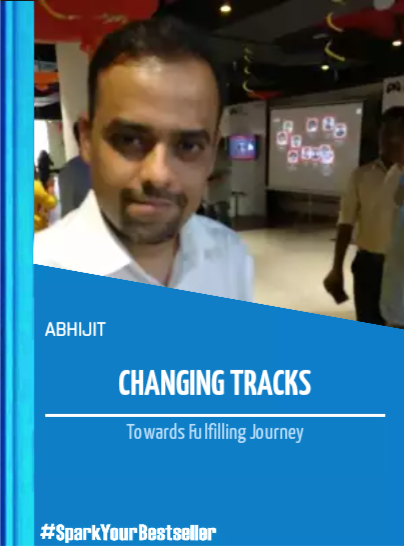 ABHIJIT
CHANGING TRACKS
Towards Fulfilling Journey
#SparkYourBestseller